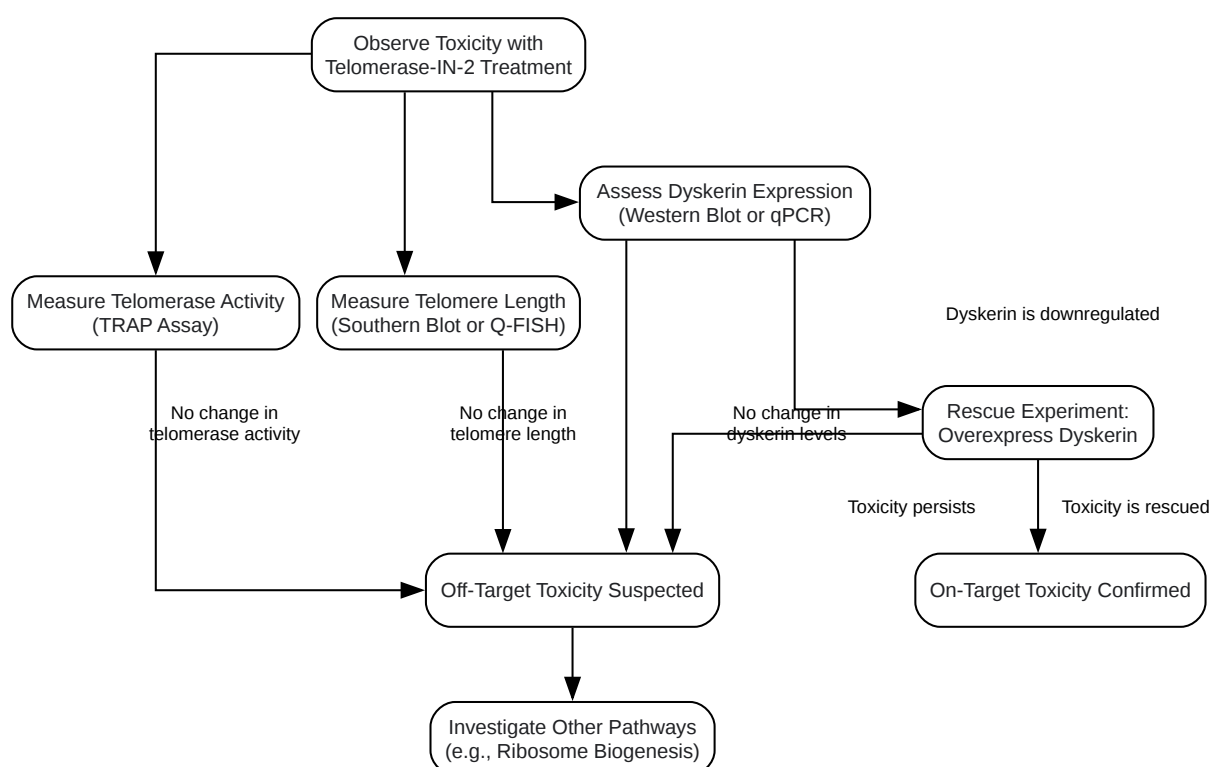 Observe Toxicity with
Telomerase-IN-2 Treatment
Assess Dyskerin Expression
(Western Blot or qPCR)
Measure Telomerase Activity
(TRAP Assay)
Measure Telomere Length
(Southern Blot or Q-FISH)
Dyskerin is downregulated
No change in
telomerase activity
No change in
telomere length
No change in
dyskerin levels
Rescue Experiment:
Overexpress Dyskerin
Toxicity persists
Toxicity is rescued
Off-Target Toxicity Suspected
On-Target Toxicity Confirmed
Investigate Other Pathways
(e.g., Ribosome Biogenesis)